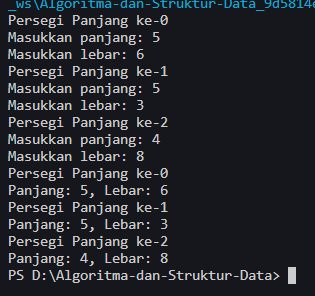 _ws\Algoritma-dan-Struktur-Data_9d5814
Persegi Panjang ke-0
Masukkan panjang: 5
Masukkan lebar: 6
Persegi Panjang ke-1
Masukkan panjang: 5
Masukkan lebar: 3
Persegi Panjang ke-2
Masukkan panjang: 4
Masukkan lebar: 8
Persegi Panjang ke-0
Panjang: 5, Lebar: 6
Persegi Panjang ke-1
Panjang: 5, Lebar: 3
Persegi Panjang ke-2
Panjang: 4, Lebar: 8
PS D:\Algoritma-dan-Struktur-Data>